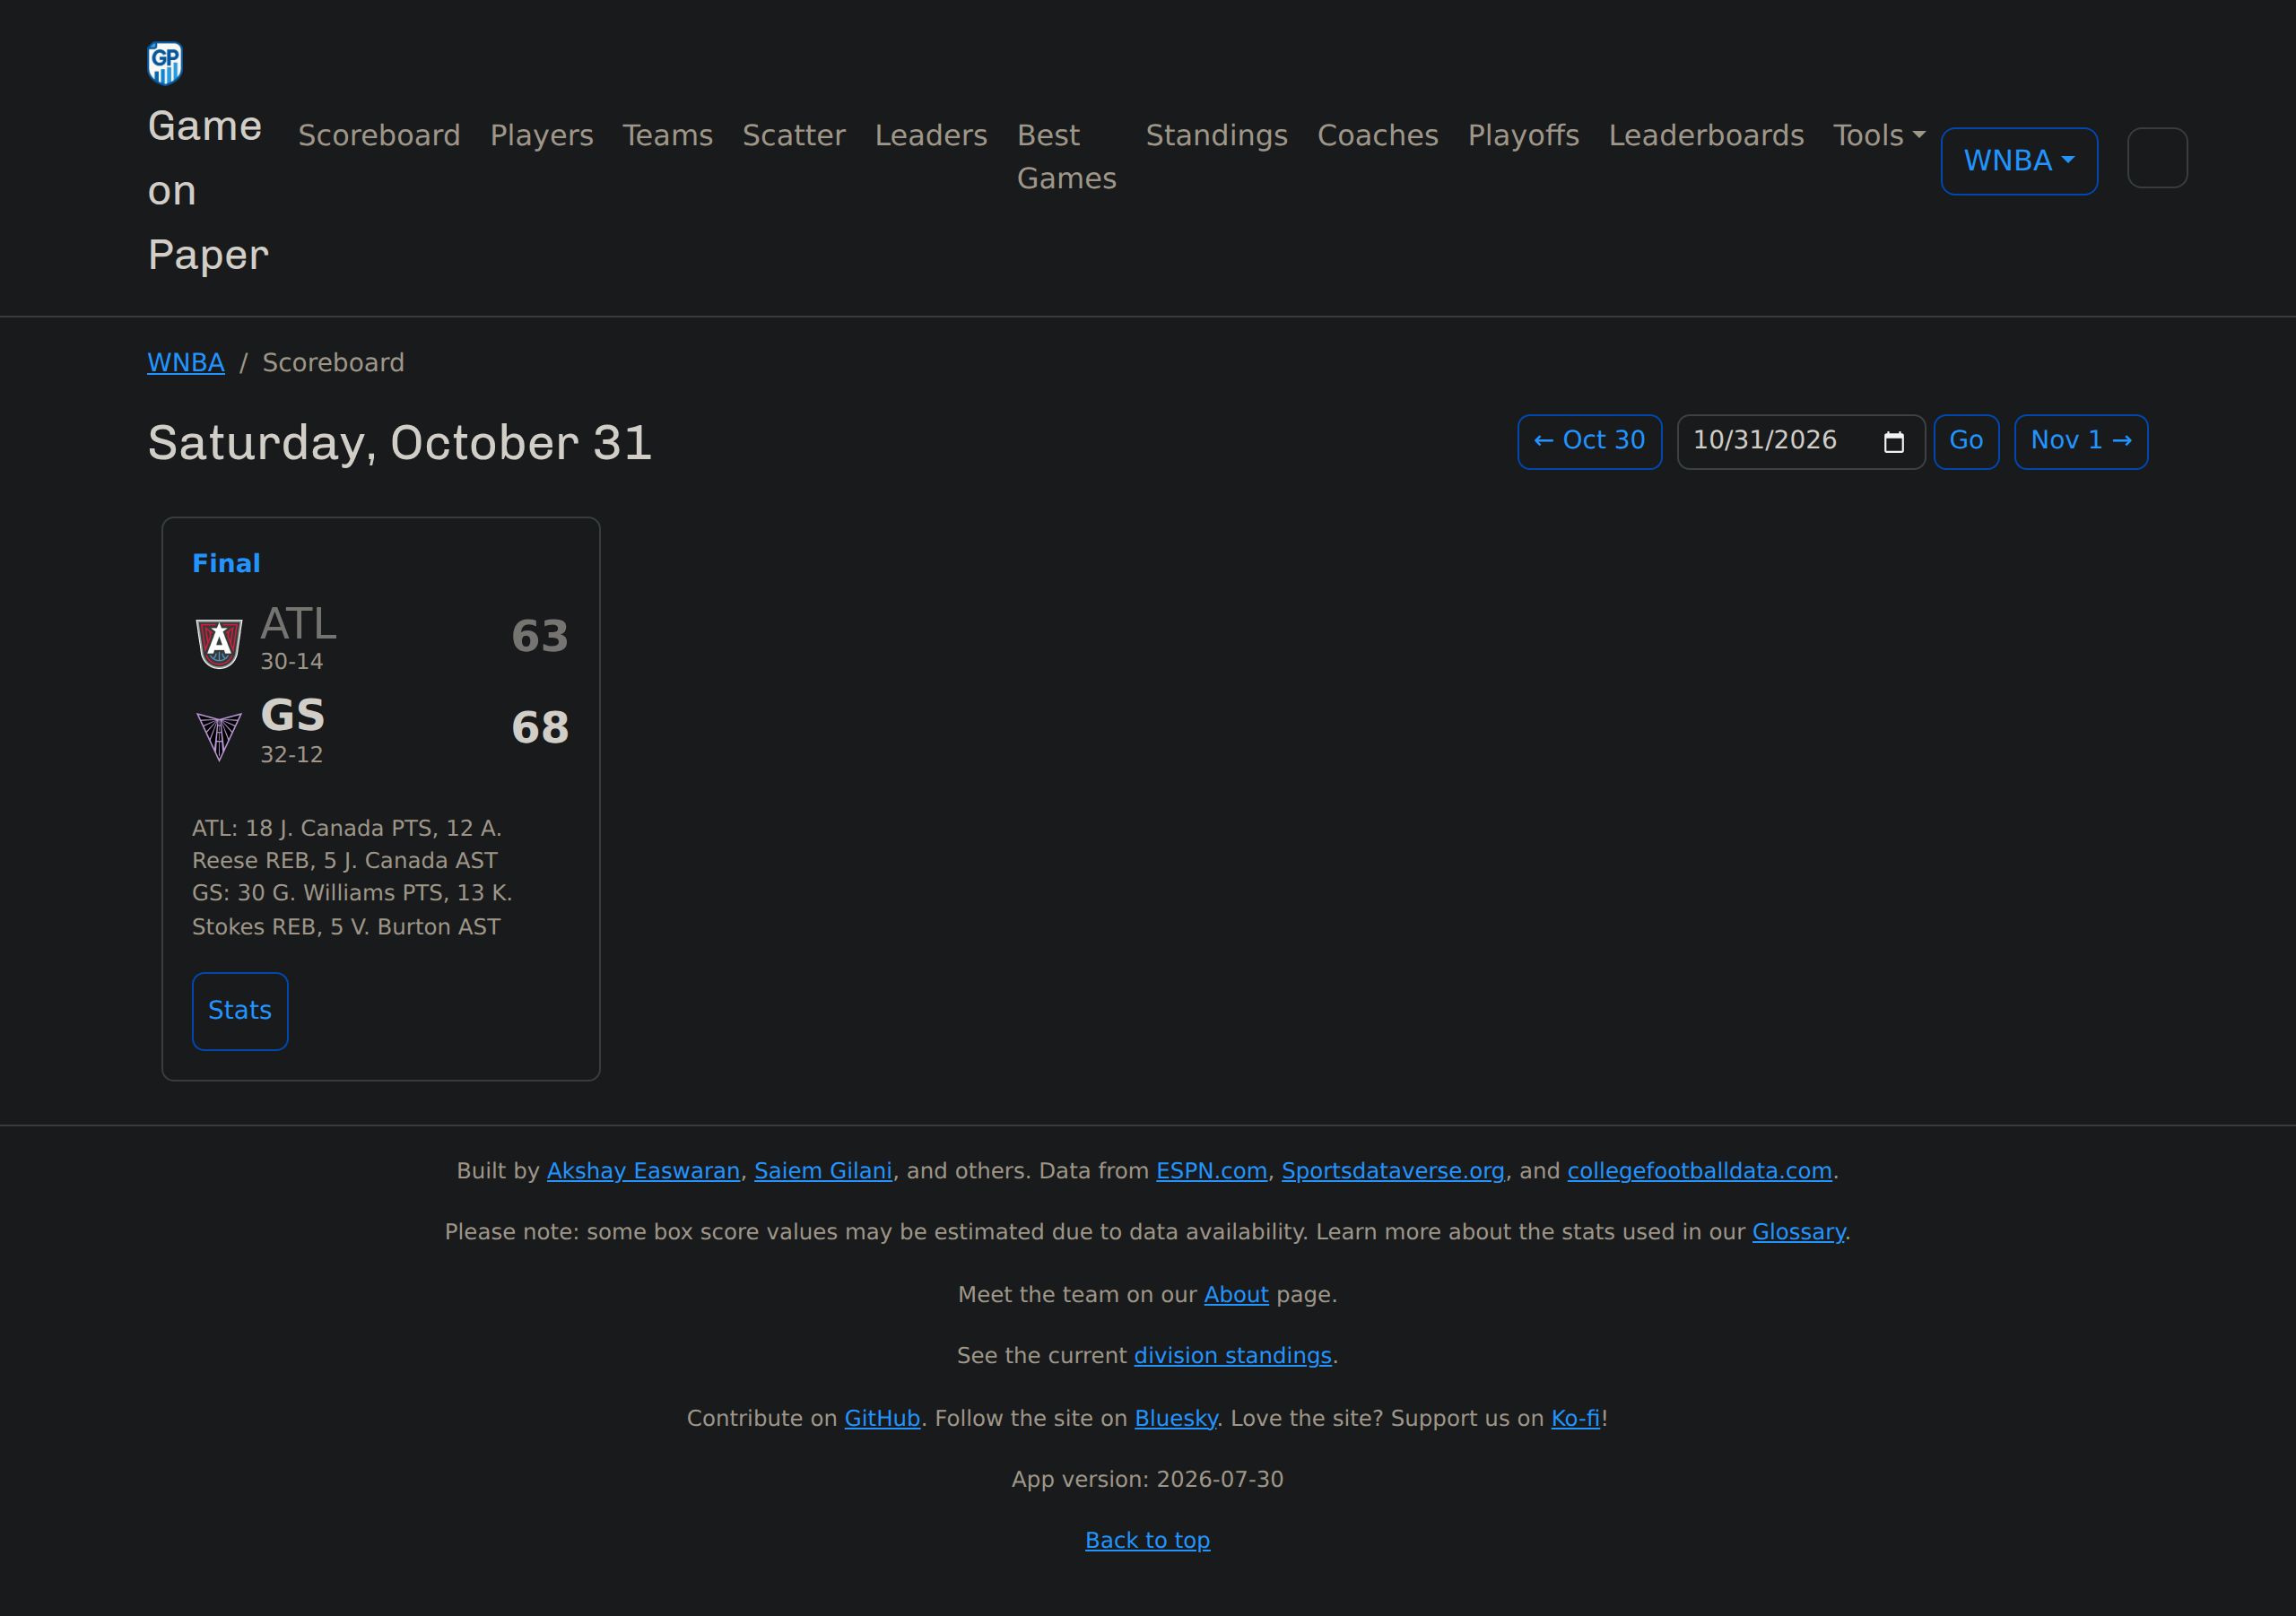 GP
Game
on
Paper
Scoreboard Players Teams Scatter Leaders Best Games Standings Coaches Playoffs Leaderboards Tools WNBA
WNBA / Scoreboard
Saturday, October 31
← Oct 30 10/31/2026 Go Nov 1 →
Final
A
ATL 63
30-14
GS 68
32-12
ATL: 18 J. Canada PTS, 12 A.
Reese REB, 5 J. Canada AST
GS: 30 G. Williams PTS, 13 K.
Stokes REB, 5 V. Burton AST
Stats
Built by Akshay Easwaran, Saiem Gilani, and others. Data from ESPN.com, Sportsdataverse.org, and collegefootballdata.com.
Please note: some box score values may be estimated due to data availability. Learn more about the stats used in our Glossary.
Meet the team on our About page.
See the current division standings.
Contribute on GitHub. Follow the site on Bluesky. Love the site? Support us on Ko-fi!
App version: 2026-07-30
Back to top